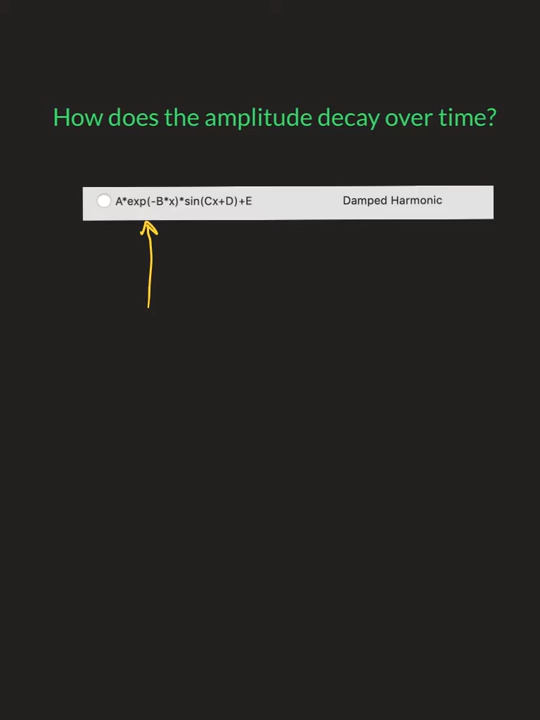 How does the amplitude decay over time?
A*exp(-B*x)*sin(Cx+D)+E Damped Harmonic